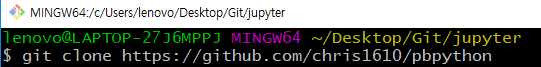 MINGW64:/c/Users/lenovo/Desktop/Git/jupyter
lenovo@LAPTOP-27J6MPPJ MINGW64 ~/Desktop/Git/jupyter
$ git clone https://github.com/chris1610/pbpython